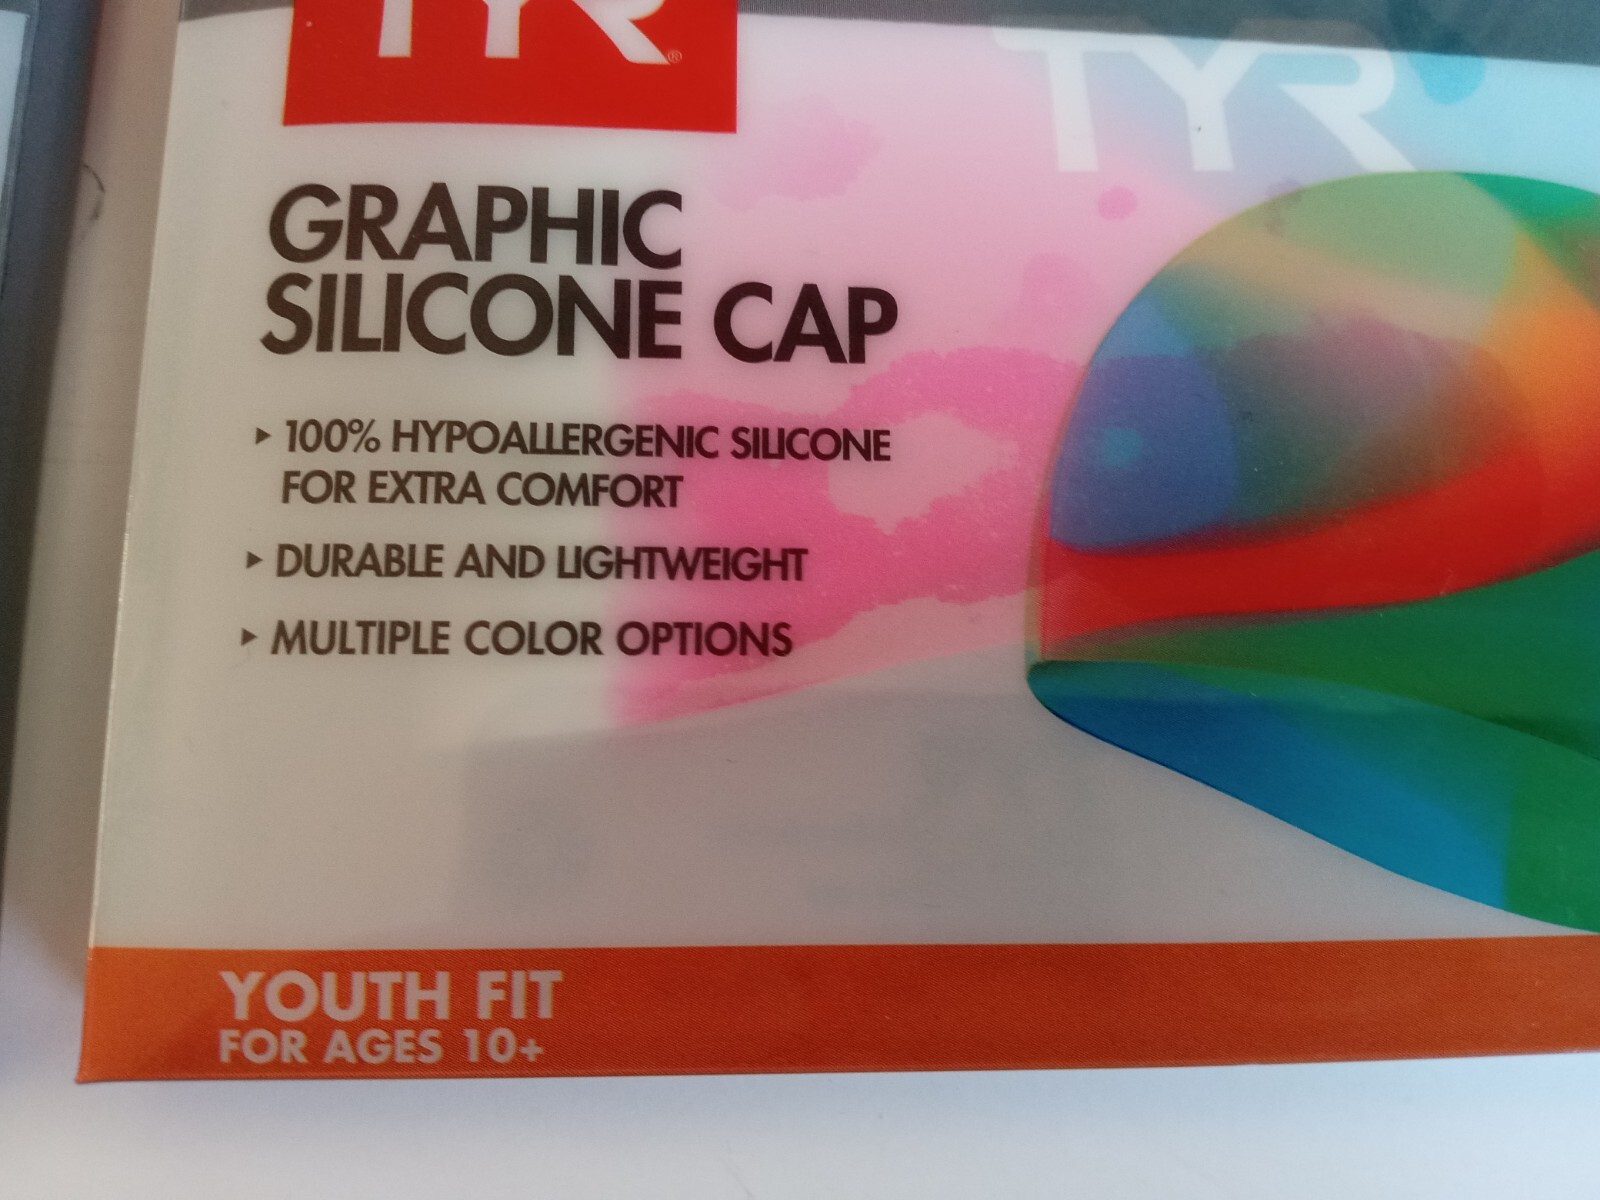 TYR®
TYR
GRAPHIC
SILICONE CAP
▸ 100% HYPOALLERGENIC SILICONE
FOR EXTRA COMFORT
▸ DURABLE AND LIGHTWEIGHT
▸ MULTIPLE COLOR OPTIONS
YOUTH FIT
FOR AGES 10+